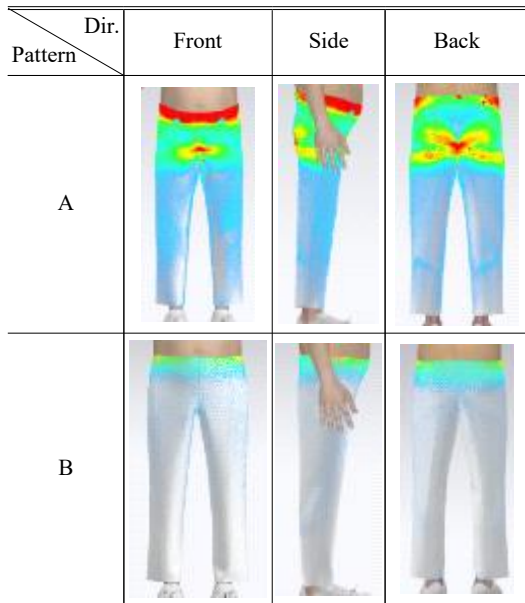 Dir.
Pattern
Front
Side
Back
A
B